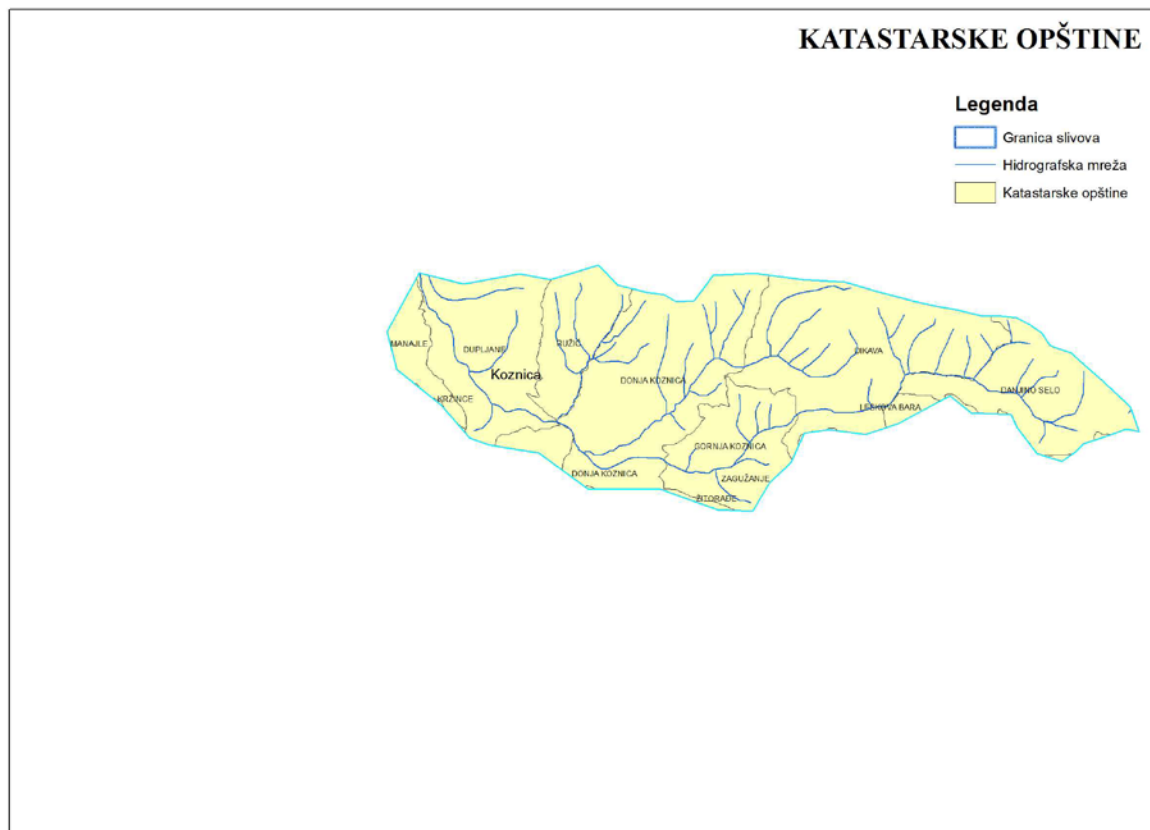 KATASTARSKE OPŠTINE
Legenda
Granica slivova
Hidrografska mreža
Katastarske opštine
MANAJLE
DUPLJANE
RUŽIĆ
Koznica
DONJA KOZNICA
DIKAVA
DANJINO SELO
KRŽINCE
LESKOVA BARA
GORNJA KOZNICA
DONJA KOZNICA
ZAGUŽANJE
ŽITORAĐE